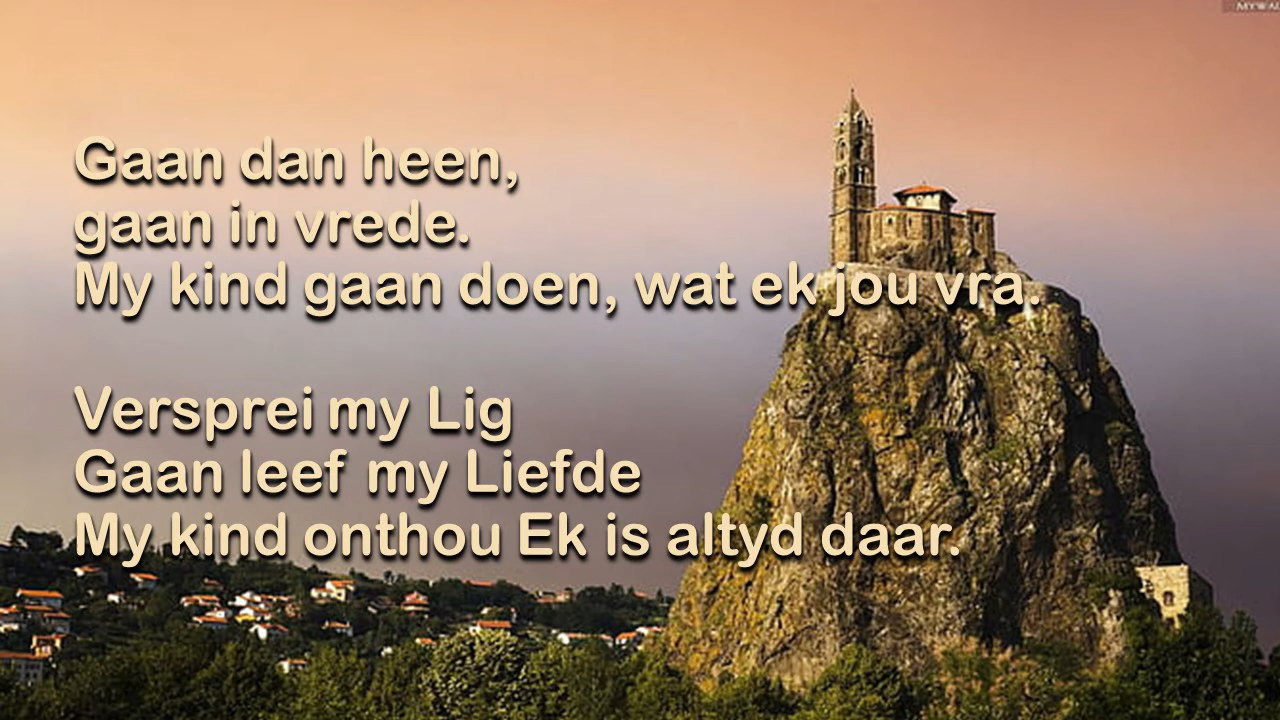 Gaan dan heen,
gaan in vrede.
My kind gaan doen, wat ek jou vra.
Versprei my Lig
Gaan leef my Liefde
My kind onthou Ek is altyd daar.